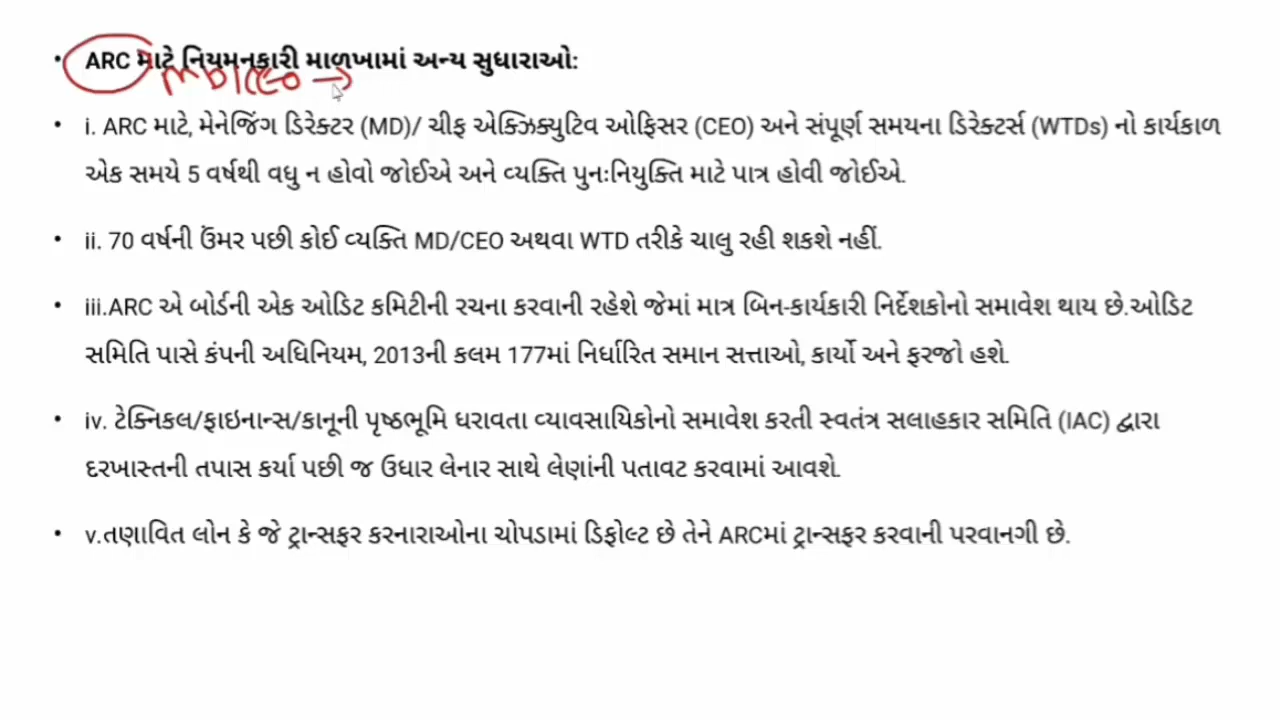 • ARC માટે નિયમનકારી માળખામાં અન્ય સુધારાઓ:
MD/CEO →
• i. ARC માટે, મેનેજિંગ ડિરેક્ટર (MD)/ ચીફ એક્ઝિક્યુટિવ ઓફિસર (CEO) અને સંપૂર્ણ સમયના ડિરેક્ટર્સ (WTDs) નો કાર્યકાળ
એક સમયે 5 વર્ષથી વધુ ન હોવો જોઈએ અને વ્યક્તિ પુનઃનિયુક્તિ માટે પાત્ર હોવી જોઈએ.
• ii. 70 વર્ષની ઉંમર પછી કોઈ વ્યક્તિ MD/CEO અથવા WTD તરીકે ચાલુ રહી શકશે નહીં.
• iii.ARC એ બોર્ડની એક ઓડિટ કમિટીની રચના કરવાની રહેશે જેમાં માત્ર બિન-કાર્યકારી નિર્દેશકોનો સમાવેશ થાય છે.ઓડિટ
સમિતિ પાસે કંપની અધિનિયમ, 2013ની કલમ 177માં નિર્ધારિત સમાન સત્તાઓ, કાર્યો અને ફરજો હશે.
• iv. ટેક્નિકલ/ફાઇનાન્સ/કાનૂની પૃષ્ઠભૂમિ ધરાવતા વ્યાવસાયિકોનો સમાવેશ કરતી સ્વતંત્ર સલાહકાર સમિતિ (IAC) દ્વારા
દરખાસ્તની તપાસ કર્યા પછી જ ઉધાર લેનાર સાથે લેણાંની પતાવટ કરવામાં આવશે.
• v.તણાવિત લોન કે જે ટ્રાન્સફર કરનારાઓના ચોપડામાં ડિફોલ્ટ છે તેને ARCમાં ટ્રાન્સફર કરવાની પરવાનગી છે.